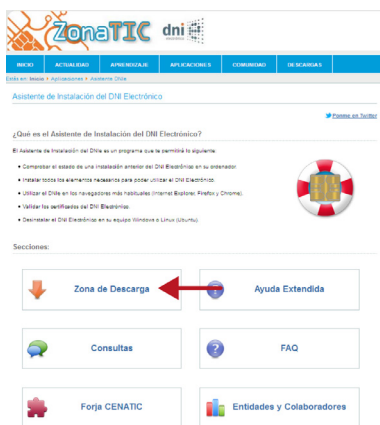 ZonaTIC dni
INICIO ACTUALIDAD APRENDIZAJE APLICACIONES COMUNIDAD DESCARGAS
Estás en: Inicio Aplicaciones Asistente DNIe
Asistente de Instalación del DNI Electrónico
Ponme en Twitter
¿Qué es el Asistente de Instalación del DNI Electrónico?
El Asistente de Instalación del DNIe es un programa que te permitirá lo siguiente:
• Comprobar el estado de una instalación anterior del DNI Electrónico en su ordenador.
• Instalar todos los elementos necesarios para poder utilizar el DNI Electrónico.
• Utilizar el DNIe en los navegadores más habituales (Internet Explorer, Firefox y Chrome).
• Validar los certificados del DNI Electrónico.
• Desinstalar el DNI Electrónico en su equipo Windows o Linux (Ubuntu).
Secciones:
Zona de Descarga
Ayuda Extendida
Consultas
FAQ
Forja CENATIC
Entidades y Colaboradores